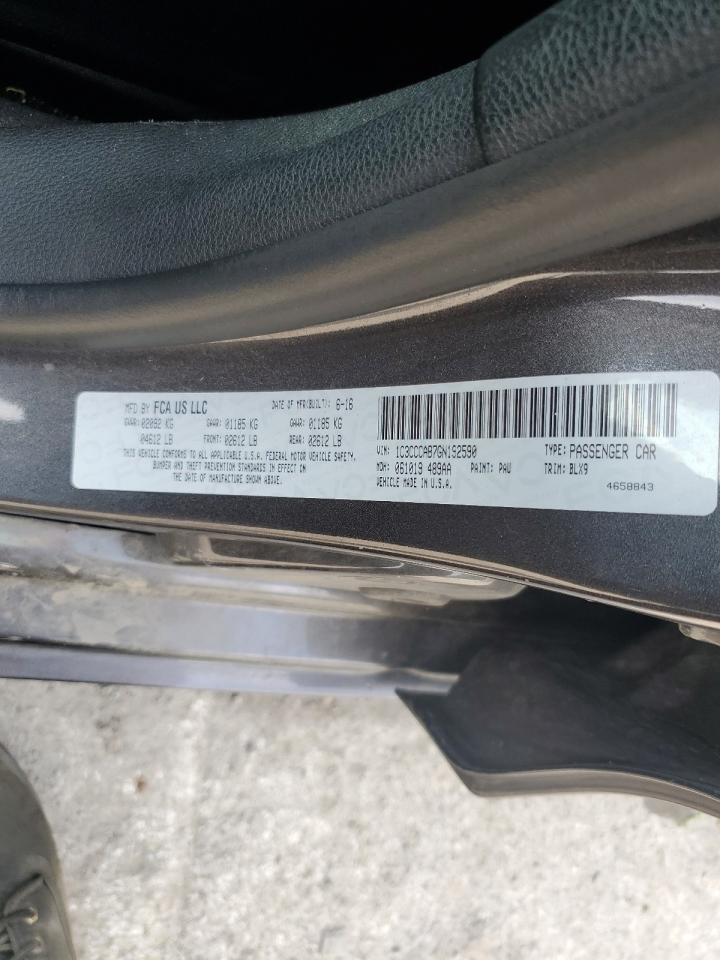 MFD BY FCA US LLC DATE OF MFR(BUILT): 6-16
GVWR: 02092 KG GAWR: 01185 KG GAWR: 01185 KG
04612 LB FRONT: 02612 LB REAR: 02612 LB
THIS VEHICLE CONFORMS TO ALL APPLICABLE U.S.A. FEDERAL MOTOR VEHICLE SAFETY,
BUMPER AND THEFT PREVENTION STANDARDS IN EFFECT IN
THE DATE OF MANUFACTURE SHOWN ABOVE.
VIN: 1C3CCCAB7GN192590 TYPE: PASSENGER CAR
MDH: 061019 489AA PAINT: PAU TRIM: BLX9
VEHICLE MADE IN U.S.A. 4658843